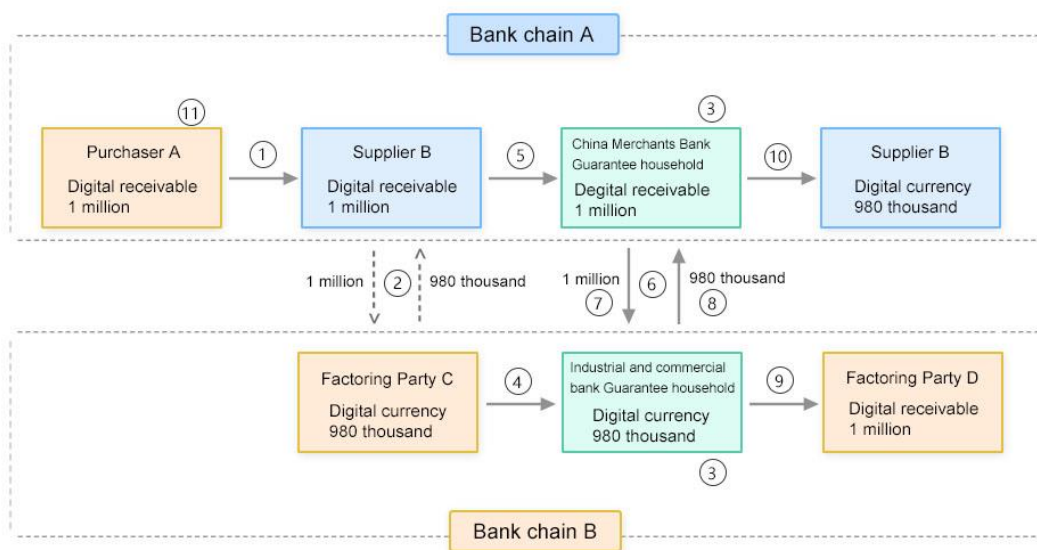 Bank chain A
⑪
③
Purchaser A
Digital receivable
1 million
①
Supplier B
Digital receivable
1 million
⑤
China Merchants Bank
Guarantee household
Degital receivable
1 million
⑩
Supplier B
Digital currency
980 thousand
1 million
②
980 thousand
1 million
⑦
⑥
980 thousand
⑧
Factoring Party C
Digital currency
980 thousand
④
Industrial and commercial
bank Guarantee household
Digital currency
980 thousand
⑨
Factoring Party D
Digital receivable
1 million
③
Bank chain B